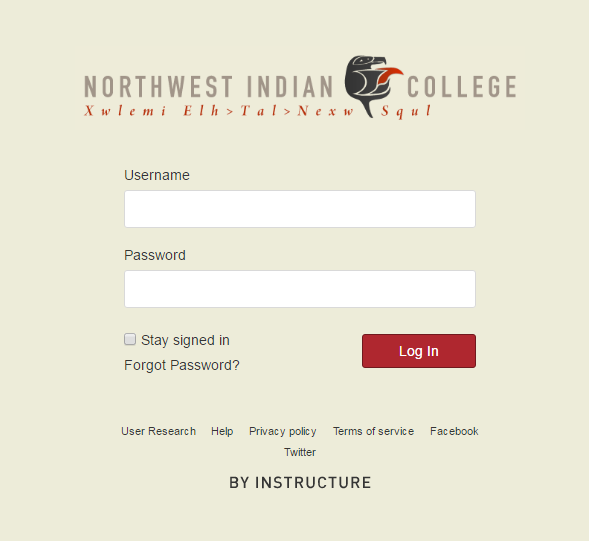 NORTHWEST INDIAN COLLEGE
Xwlemi Elh>Tal>Nexw Squl
Username
Password
Stay signed in
Forgot Password?
Log In
User Research Help Privacy policy Terms of service Facebook
Twitter
BY INSTRUCTURE